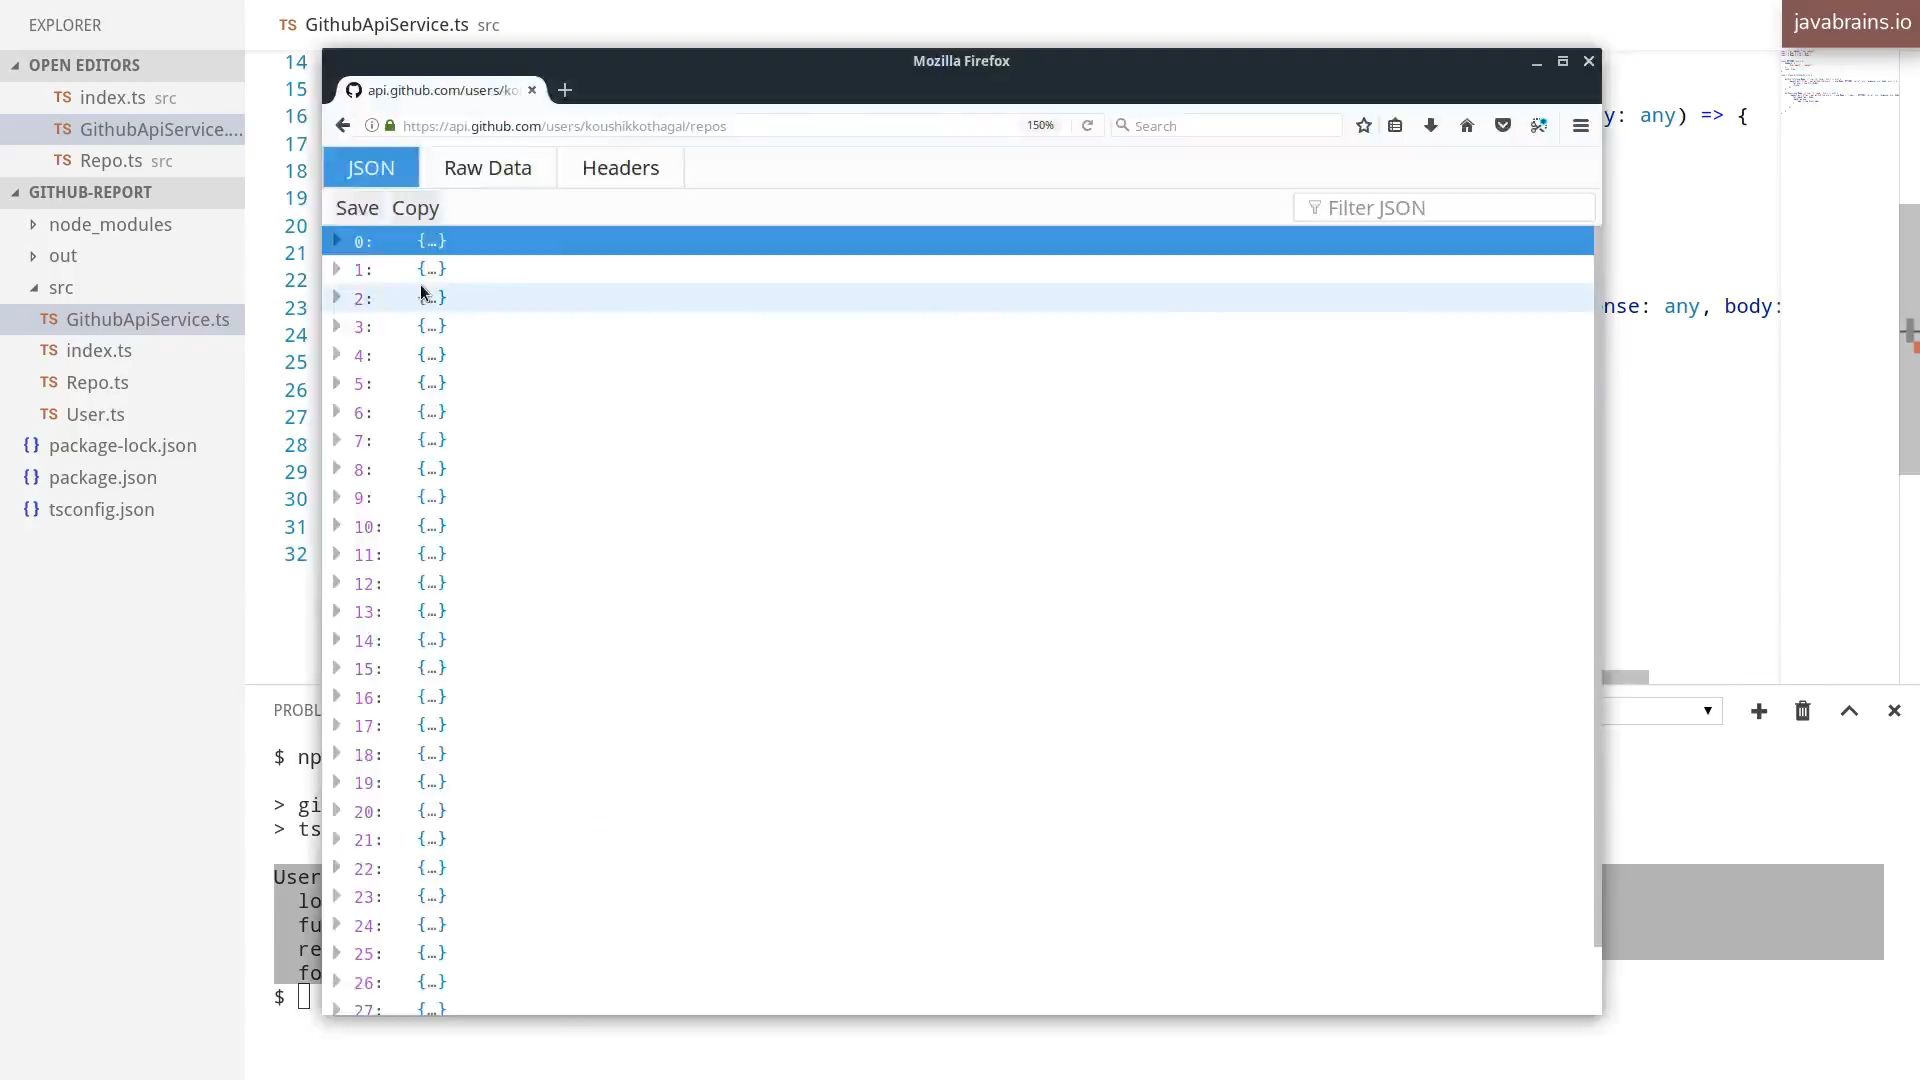 EXPLORER
OPEN EDITORS
TS index.ts src
TS GithubApiService....
TS Repo.ts src
GITHUB-REPORT
node_modules
out
src
TS GithubApiService.ts
TS index.ts
TS Repo.ts
TS User.ts
{} package-lock.json
{} package.json
{} tsconfig.json
TS GithubApiService.ts src
javabrains.io
14
15
16
17
18
19
20
21
22
23
24
25
26
27
28
29
30
31
32
y: any) => {
nse: any, body:
Mozilla Firefox
api.github.com/users/ko
https://api.github.com/users/koushikkothagal/repos 150% Search
JSON Raw Data Headers
Save Copy Filter JSON
0: {…}
1: {…}
2: {…}
3: {…}
4: {…}
5: {…}
6: {…}
7: {…}
8: {…}
9: {…}
10: {…}
11: {…}
12: {…}
13: {…}
14: {…}
15: {…}
16: {…}
17: {…}
18: {…}
19: {…}
20: {…}
21: {…}
22: {…}
23: {…}
24: {…}
25: {…}
26: {…}
27: {…}
PROBL
$ np
> gi
> ts
User
lo
fu
re
fo
$